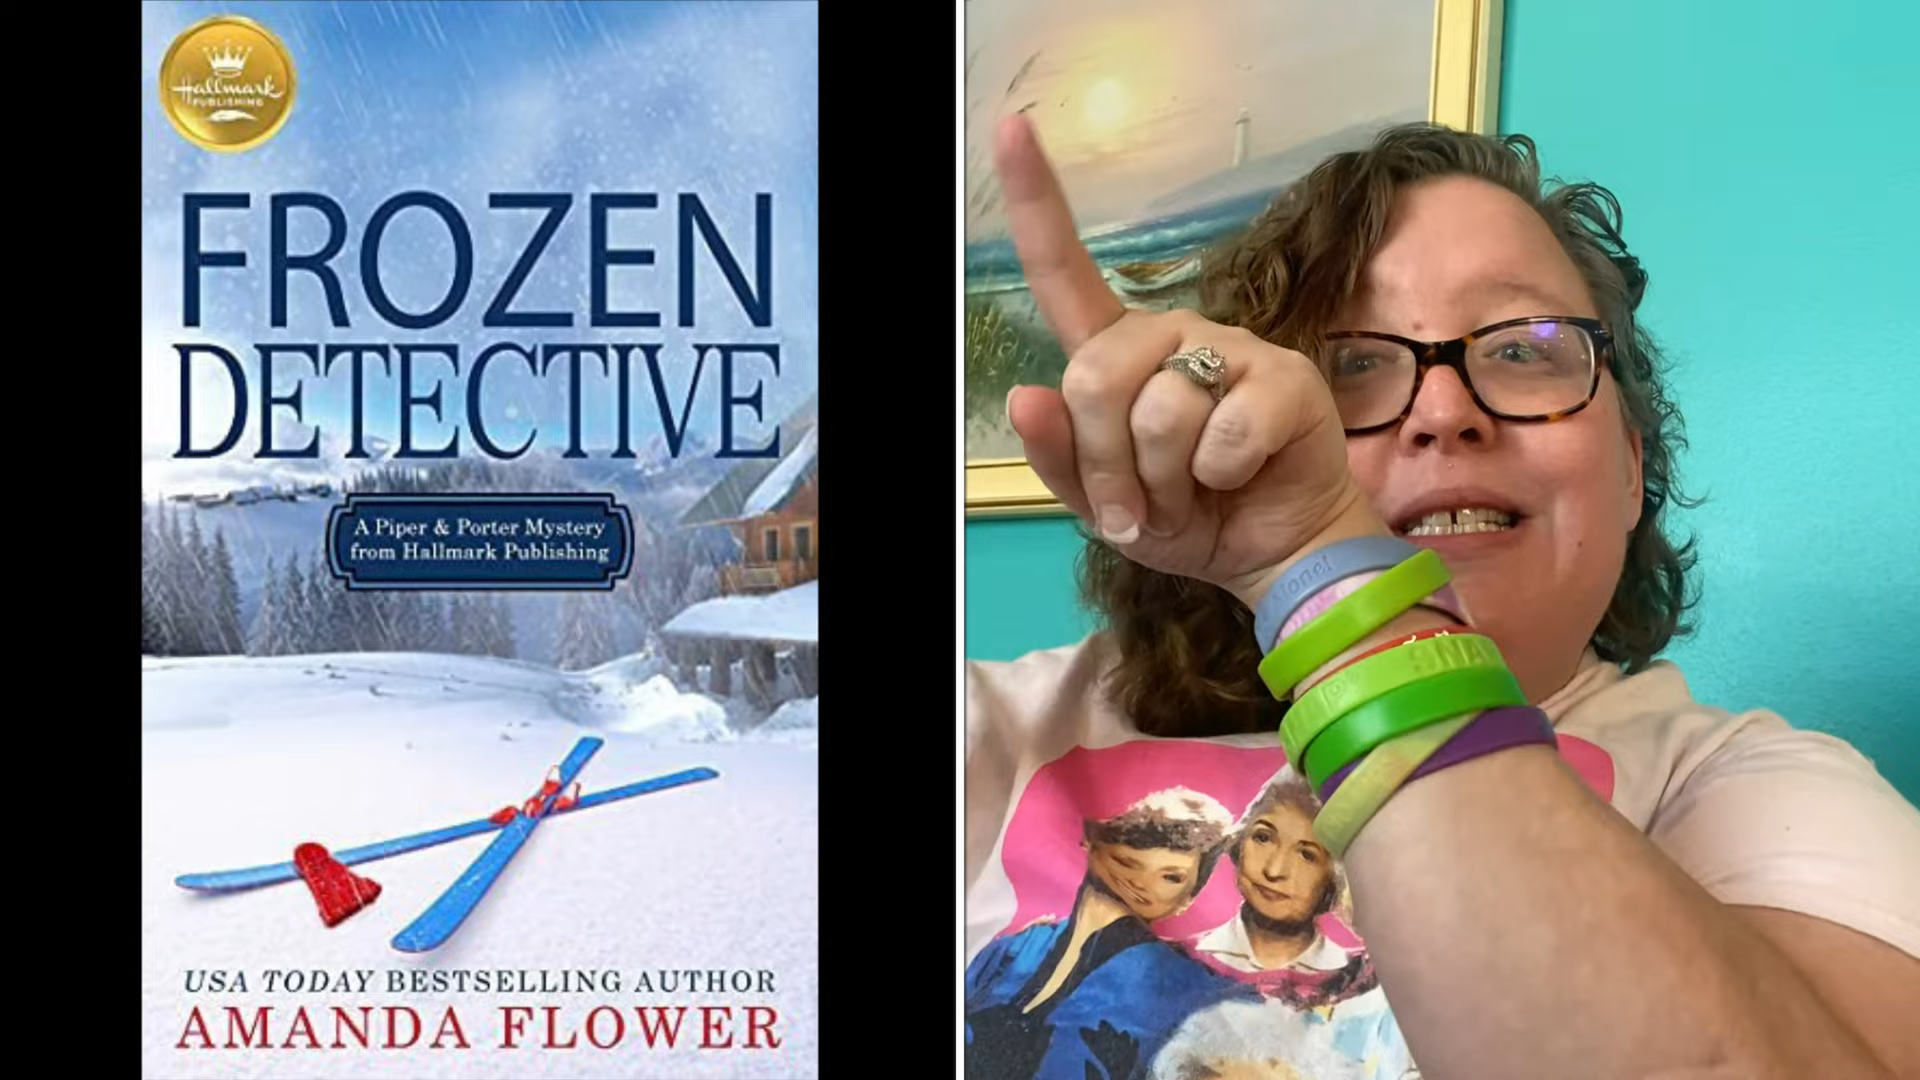 Hallmark
PUBLISHING
FROZEN
DETECTIVE
A Piper & Porter Mystery
from Hallmark Publishing
USA TODAY BESTSELLING AUTHOR
AMANDA FLOWER